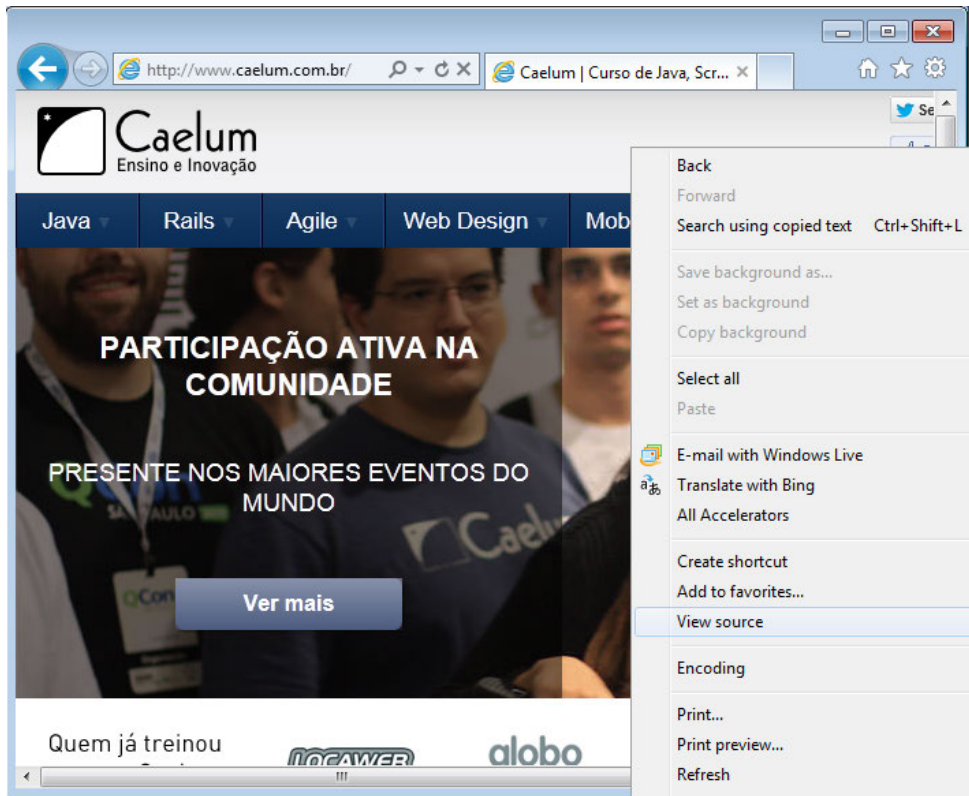 http://www.caelum.com.br/
Caelum | Curso de Java, Scr...
Caelum
Ensino e Inovação
Se
Java
Rails
Agile
Web Design
Mob
PARTICIPAÇÃO ATIVA NA
COMUNIDADE
PRESENTE NOS MAIORES EVENTOS DO
MUNDO
Ver mais
Quem já treinou
LOCAWEB
globo
Back
Forward
Search using copied text Ctrl+Shift+L
Save background as...
Set as background
Copy background
Select all
Paste
E-mail with Windows Live
Translate with Bing
All Accelerators
Create shortcut
Add to favorites...
View source
Encoding
Print...
Print preview...
Refresh